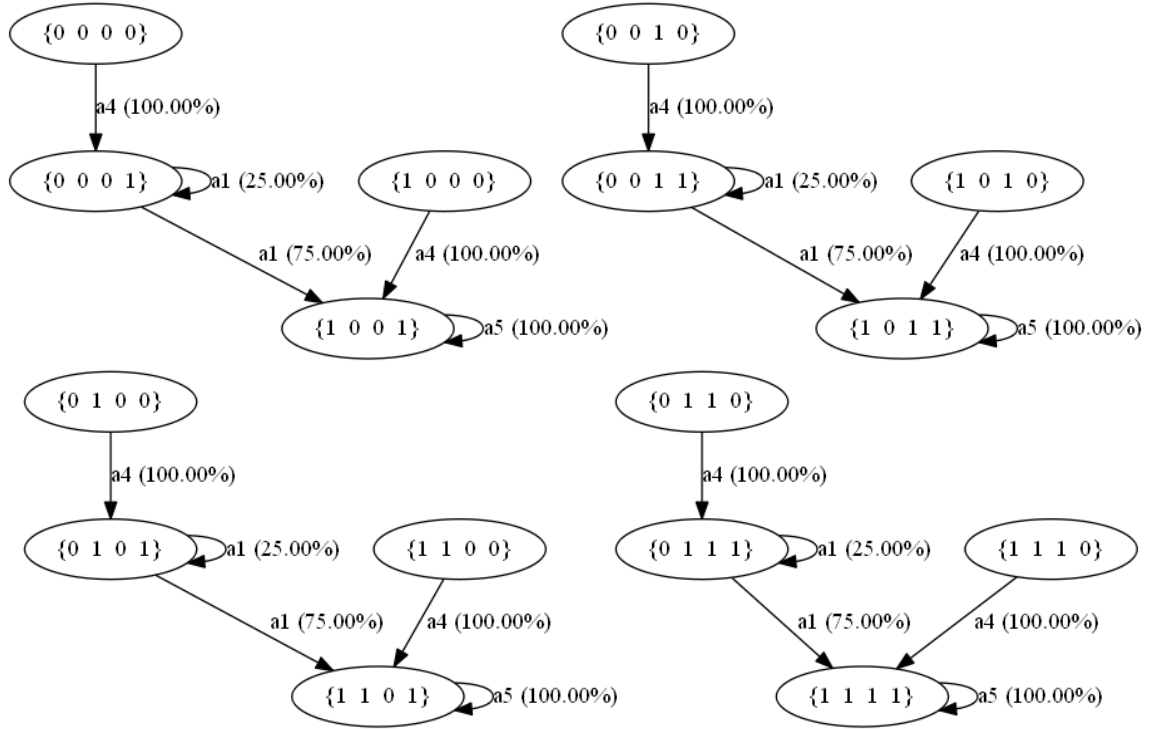 {0 0 0 0}
{0 0 1 0}
a4 (100.00%)
a4 (100.00%)
{0 0 0 1}
a1 (25.00%)
{1 0 0 0}
{0 0 1 1}
a1 (25.00%)
{1 0 1 0}
a1 (75.00%)
a4 (100.00%)
a1 (75.00%)
a4 (100.00%)
{1 0 0 1}
a5 (100.00%)
{1 0 1 1}
a5 (100.00%)
{0 1 0 0}
{0 1 1 0}
a4 (100.00%)
a4 (100.00%)
{0 1 0 1}
a1 (25.00%)
{1 1 0 0}
{0 1 1 1}
a1 (25.00%)
{1 1 1 0}
a1 (75.00%)
a4 (100.00%)
a1 (75.00%)
a4 (100.00%)
{1 1 0 1}
a5 (100.00%)
{1 1 1 1}
a5 (100.00%)